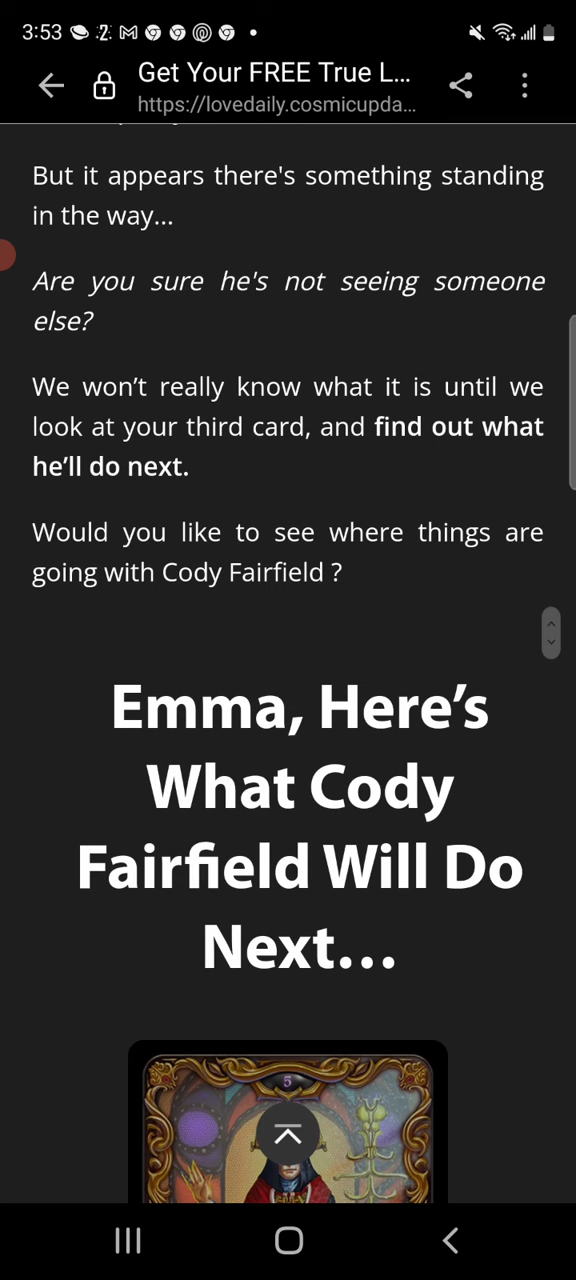 3:53
Get Your FREE True L...
https://lovedaily.cosmicupda...
But it appears there's something standing
in the way...
Are you sure he's not seeing someone
else?
We won’t really know what it is until we
look at your third card, and find out what
he’ll do next.
Would you like to see where things are
going with Cody Fairfield ?
Emma, Here’s
What Cody
Fairfield Will Do
Next...
5